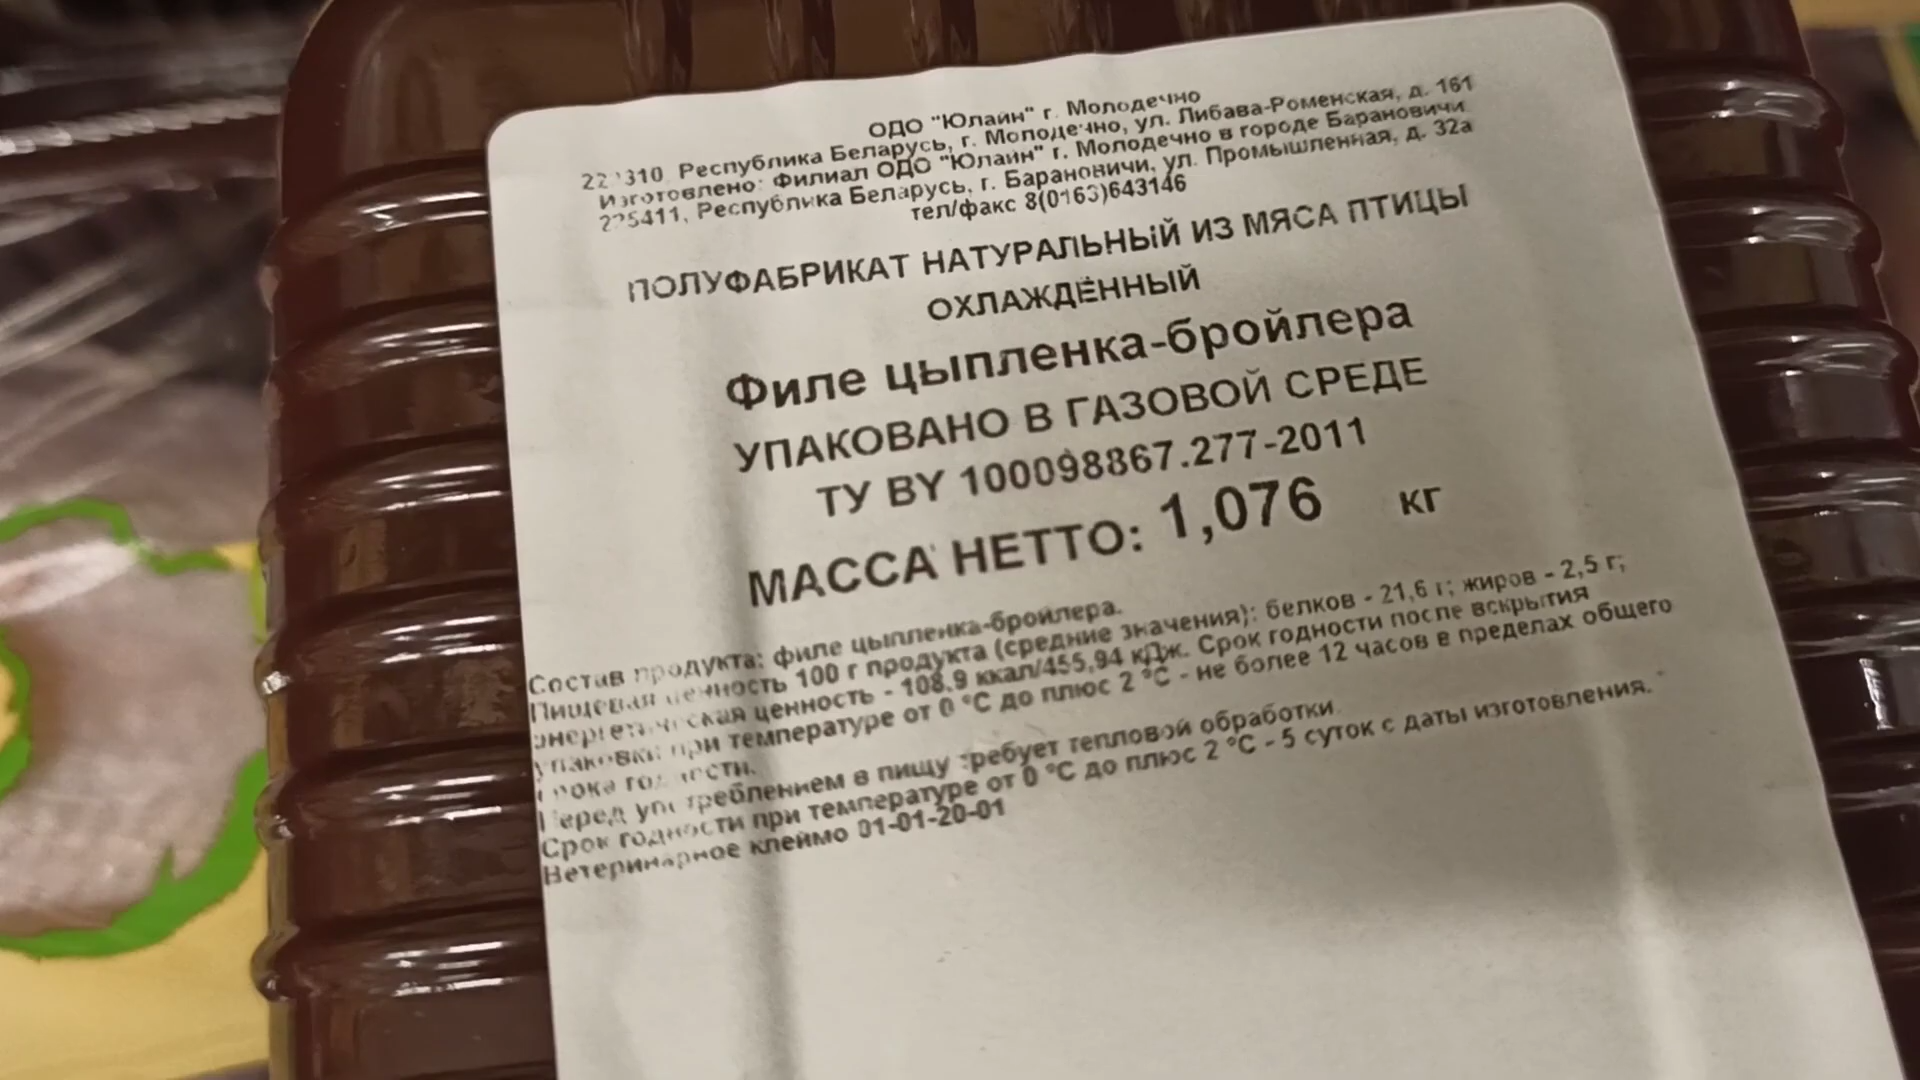 ОДО "Юлайн" г. Молодечно
Республика Беларусь, г. Молодечно, ул. Либава-Роменская, д. 161
Изготовлено: Филиал ОДО "Юлайн" г. Молодечно в городе Барановичи
225411, Республика Беларусь, г. Барановичи, ул. Промышленная, д. 32а
тел/факс 8(0163)643146
ПОЛУФАБРИКАТ НАТУРАЛЬНЫЙ ИЗ МЯСА ПТИЦЫ
ОХЛАЖДЁННЫЙ
Филе цыпленка-бройлера
УПАКОВАНО В ГАЗОВОЙ СРЕДЕ
ТУ BY 100098867.277-2011
МАССА НЕТТО: 1,076 кг
Состав продукта: филе цыпленка-бройлера.
Пищевая ценность 100 г продукта (средние значения): белков - 21,6 г; жиров - 2,5 г;
энергетическая ценность - 108,9 ккал/455,94 кДж. Срок годности после вскрытия
упаковки при температуре от 0 °С до плюс 2 °С - не более 12 часов в пределах общего
срока годности.
Перед употреблением в пищу требует тепловой обработки.
Срок годности при температуре от 0 °С до плюс 2 °С - 5 суток с даты изготовления.
Ветеринарное клеймо 01-01-20-01